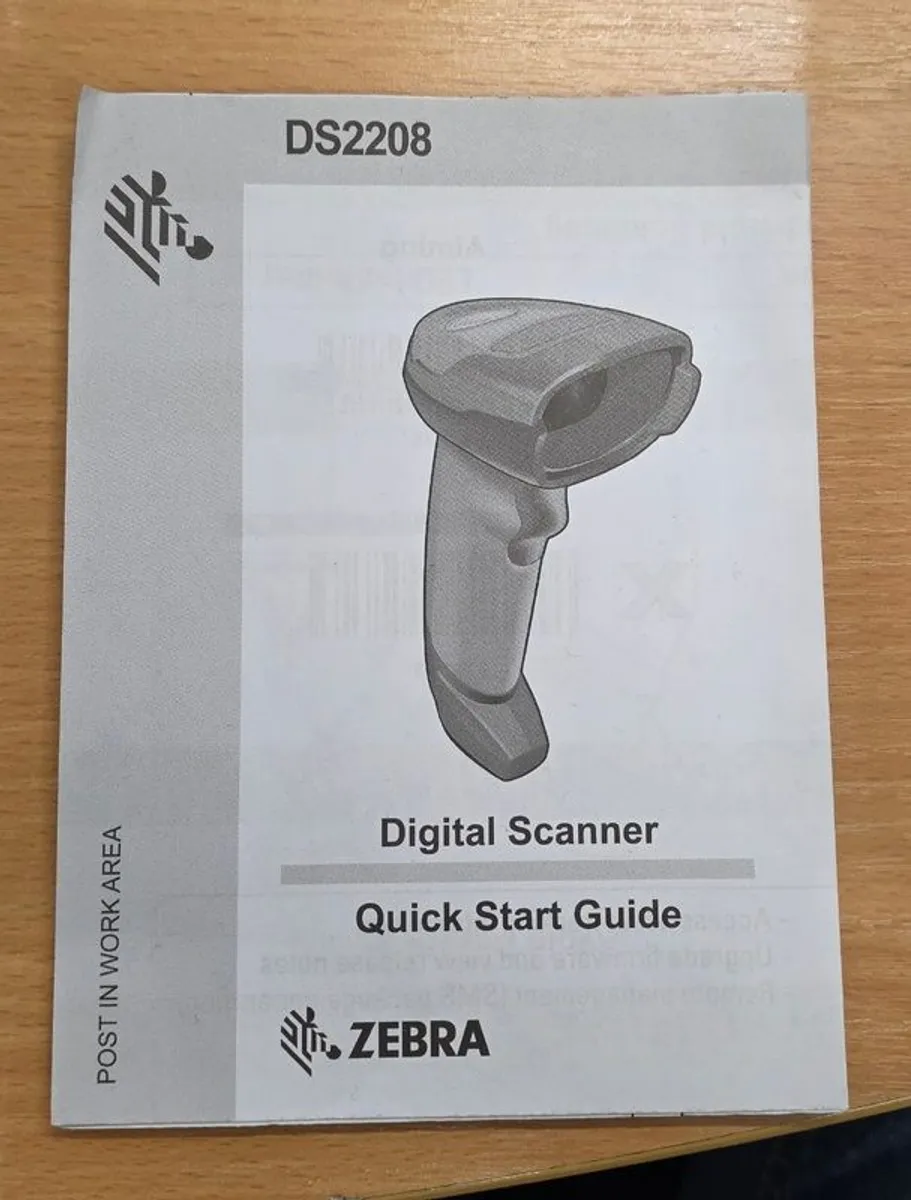 DS2208
Digital Scanner
Quick Start Guide
ZEBRA
POST IN WORK AREA